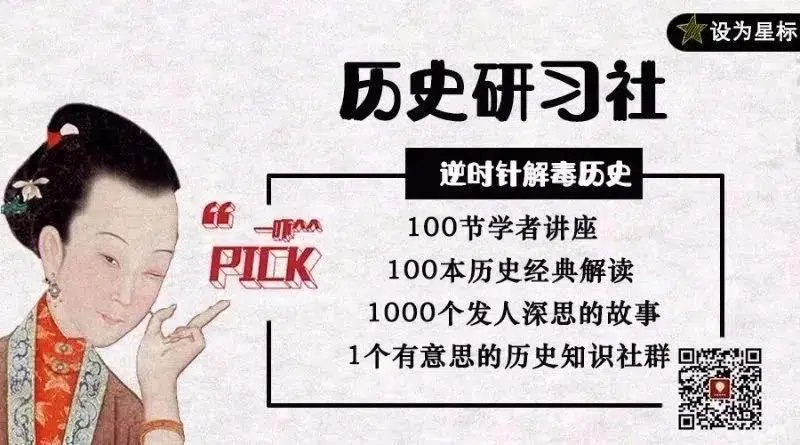 设为星标
历史研习社
逆时针解毒历史
100节学者讲座
100本历史经典解读
1000个发人深思的故事
1个有意思的历史知识社群
PICK